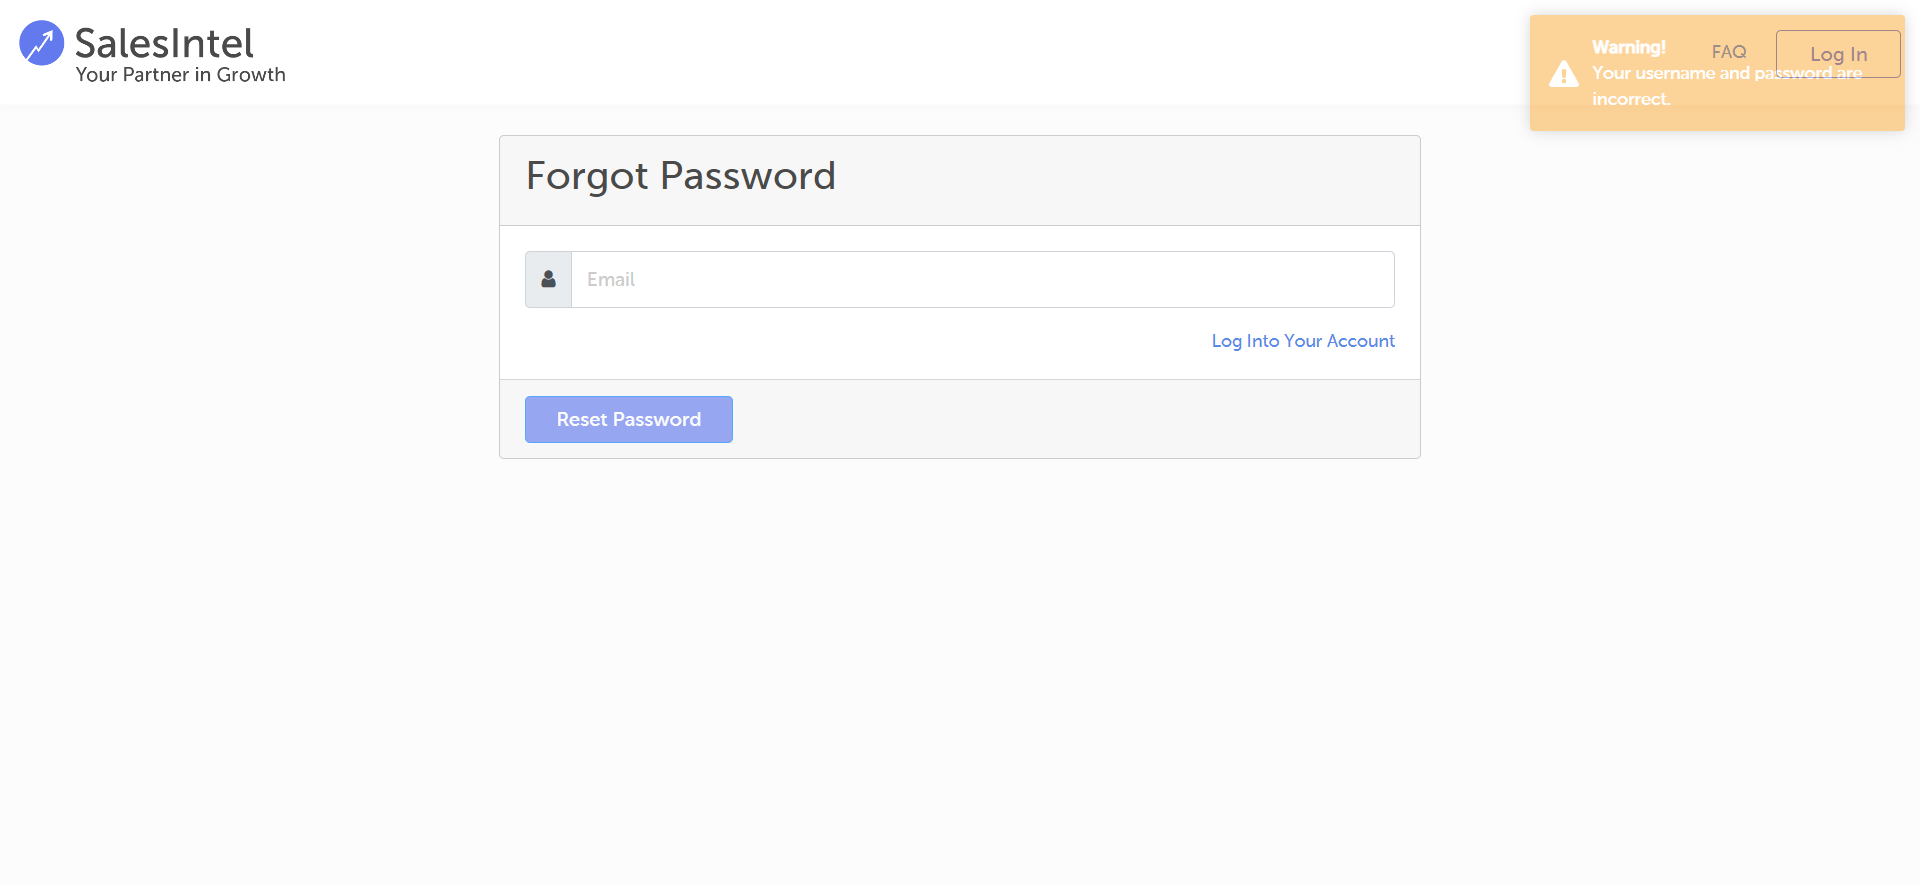 SalesIntel
Your Partner in Growth
FAQ
Log In
Warning!
Your username and password are
incorrect.
Forgot Password
Email
Log Into Your Account
Reset Password